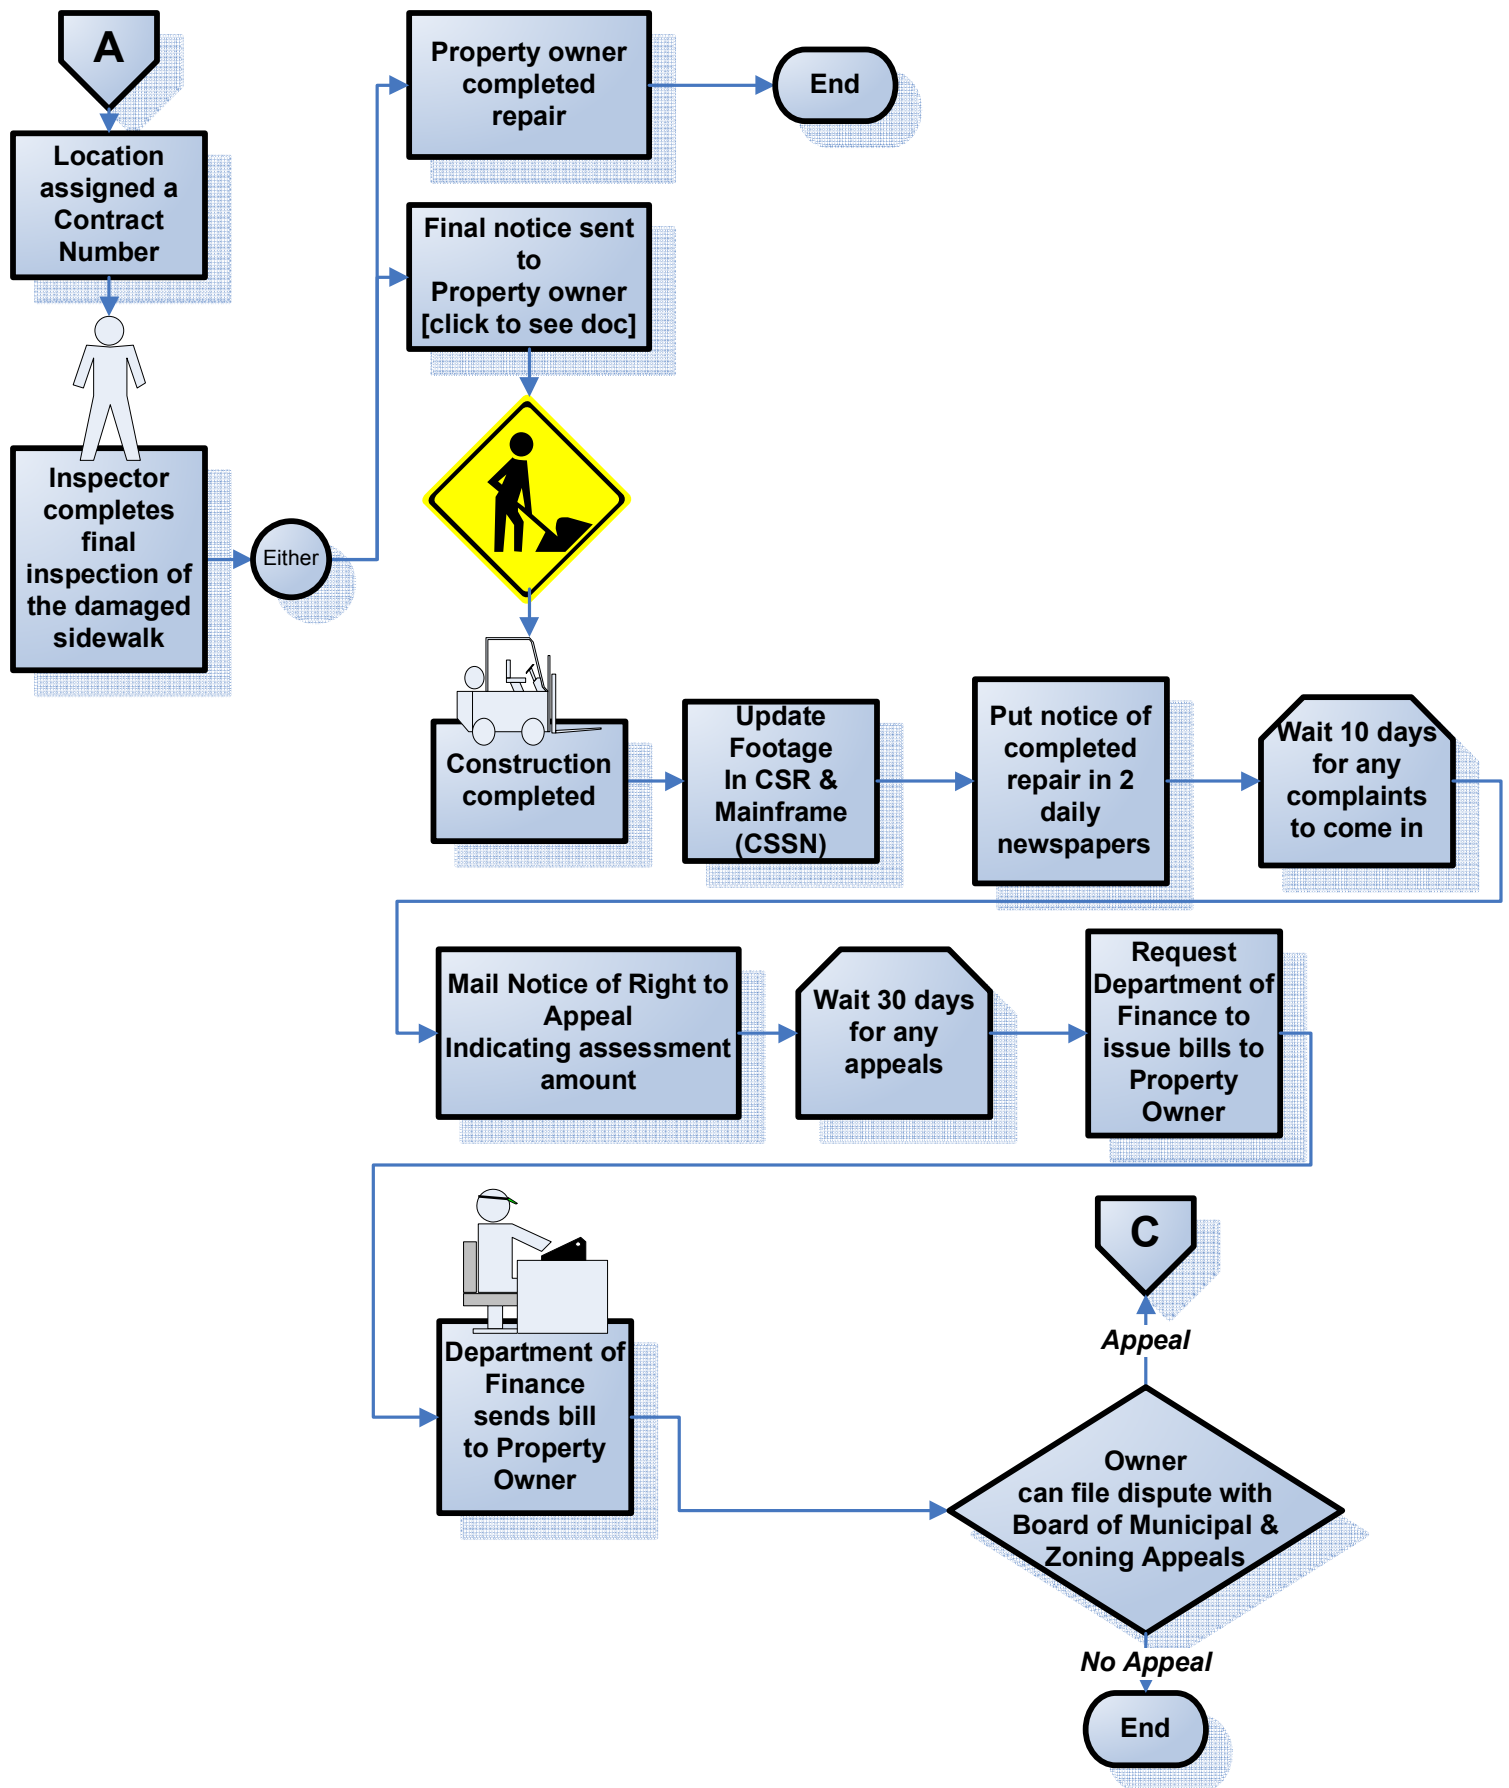 A
Location
assigned a
Contract
Number
Inspector
completes
final
inspection of
the damaged
sidewalk
Either
Property owner
completed
repair
End
Final notice sent
to
Property owner
[click to see doc]
Construction
completed
Update
Footage
In CSR &
Mainframe
(CSSN)
Put notice of
completed
repair in 2
daily
newspapers
Wait 10 days
for any
complaints
to come in
Mail Notice of Right to
Appeal
Indicating assessment
amount
Wait 30 days
for any
appeals
Request
Department of
Finance to
issue bills to
Property
Owner
Department of
Finance
sends bill
to Property
Owner
Owner
can file dispute with
Board of Municipal &
Zoning Appeals
Appeal
C
No Appeal
End